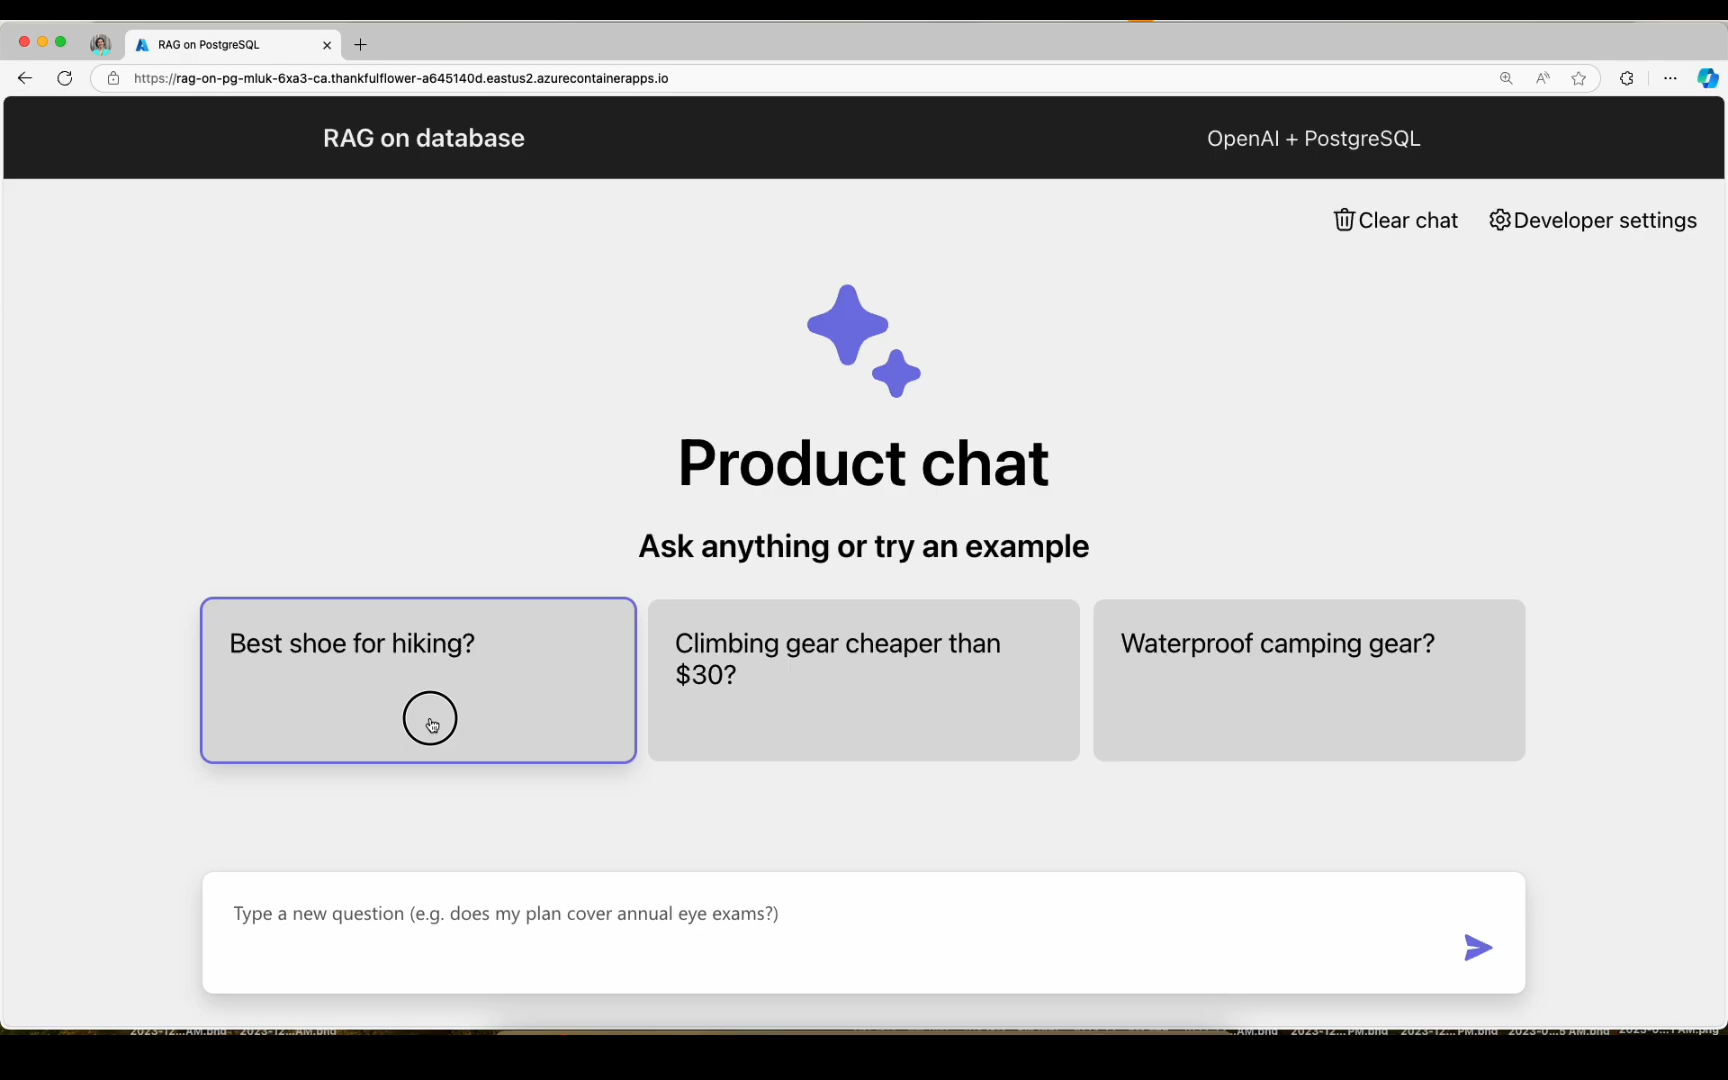 RAG on PostgreSQL
https://rag-on-pg-mluk-6xa3-ca.thankfulflower-a645140d.eastus2.azurecontainerapps.io
RAG on database
OpenAI + PostgreSQL
Clear chat
Developer settings
Product chat
Ask anything or try an example
Best shoe for hiking?
Climbing gear cheaper than
$30?
Waterproof camping gear?
Type a new question (e.g. does my plan cover annual eye exams?)